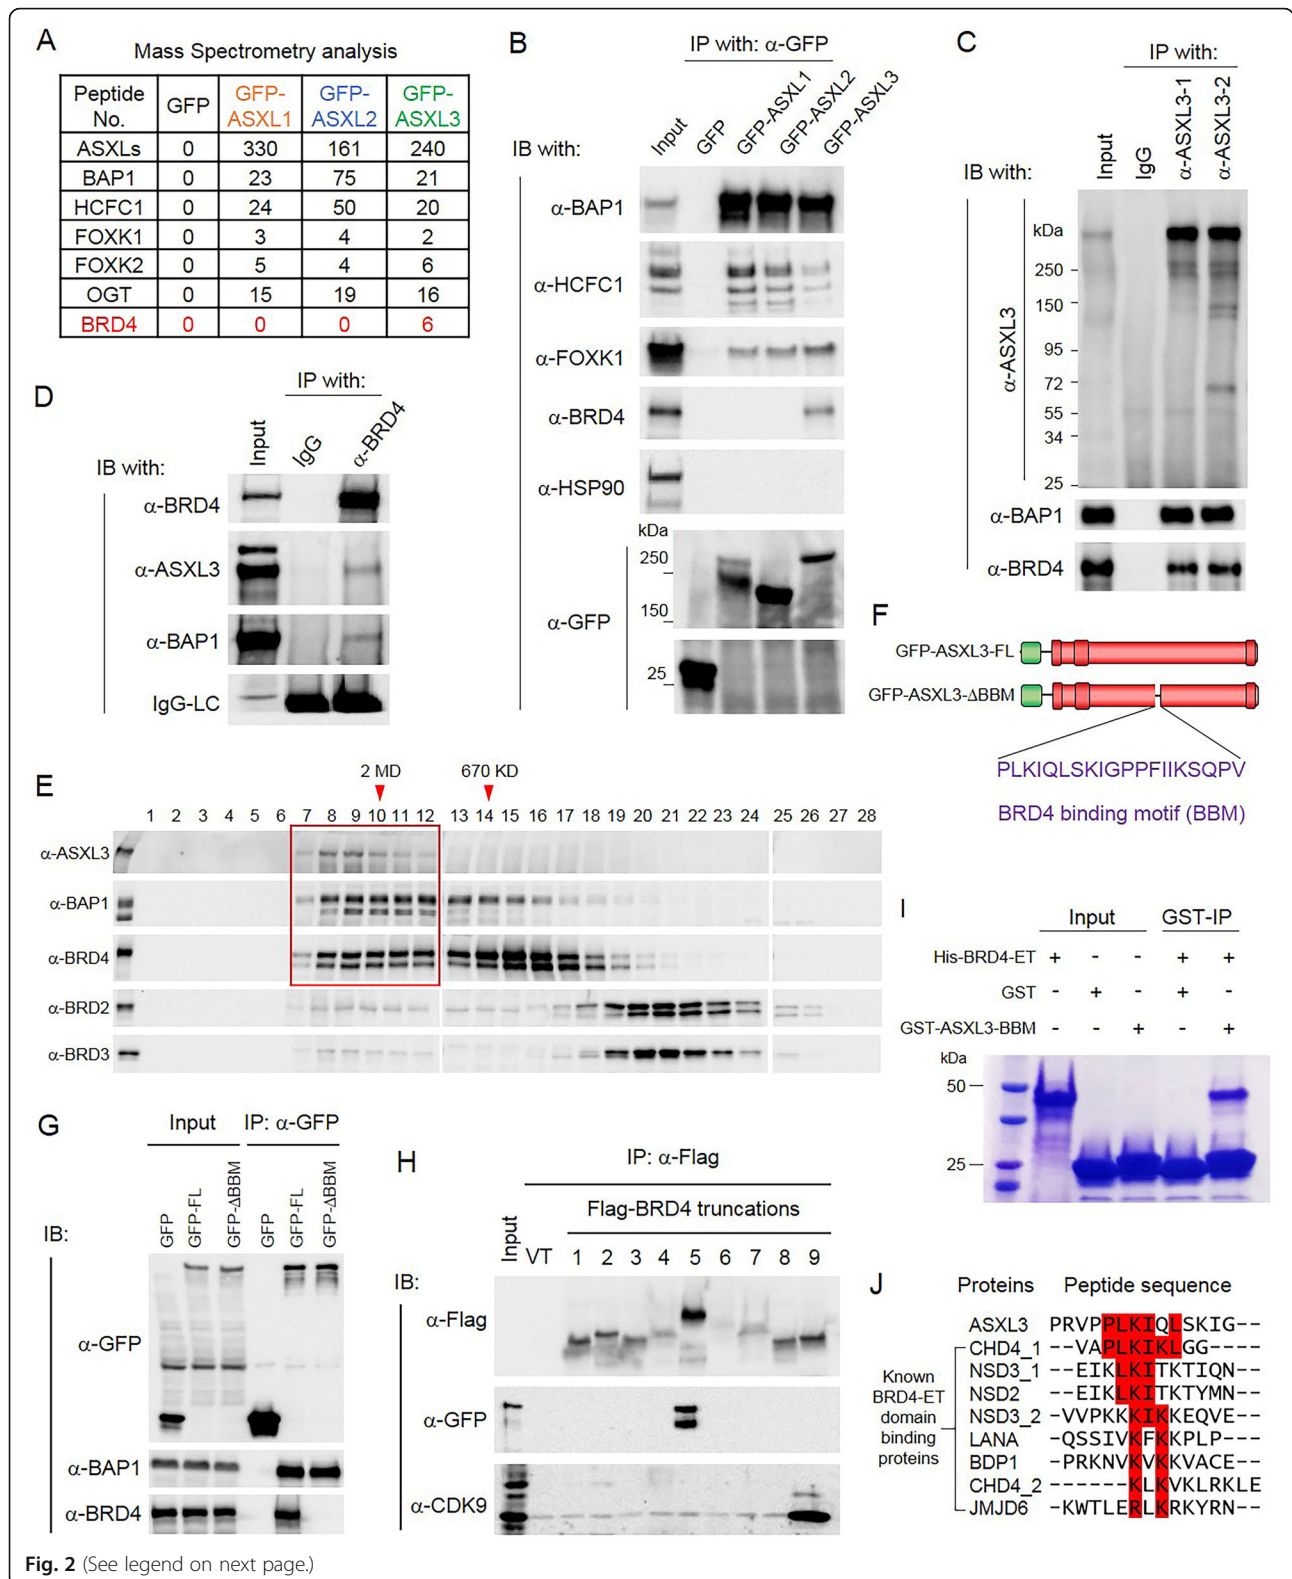 A
Mass Spectrometry analysis
Peptide No. GFP GFP-ASXL1 GFP-ASXL2 GFP-ASXL3
ASXLs 0 330 161 240
BAP1 0 23 75 21
HCFC1 0 24 50 20
FOXK1 0 3 4 2
FOXK2 0 5 4 6
OGT 0 15 19 16
BRD4 0 0 0 6
B
IP with: α-GFP
IB with:
Input GFP GFP-ASXL1 GFP-ASXL2 GFP-ASXL3
α-BAP1
α-HCFC1
α-FOXK1
α-BRD4
α-HSP90
kDa
250
150
α-GFP
25
C
IP with:
IB with:
Input IgG α-ASXL3-1 α-ASXL3-2
kDa
250
150
95
72
55
34
25
α-ASXL3
α-BAP1
α-BRD4
D
IP with:
IB with:
Input IgG α-BRD4
α-BRD4
α-ASXL3
α-BAP1
IgG-LC
E
2 MD 670 KD
1 2 3 4 5 6 7 8 9 10 11 12 13 14 15 16 17 18 19 20 21 22 23 24 25 26 27 28
α-ASXL3
α-BAP1
α-BRD4
α-BRD2
α-BRD3
F
GFP-ASXL3-FL
GFP-ASXL3-ΔBBM
PLKIQLSKIGPPFIIKSQPV
BRD4 binding motif (BBM)
G
Input IP: α-GFP
IB:
GFP GFP-FL GFP-ΔBBM GFP GFP-FL GFP-ΔBBM
α-GFP
α-BAP1
α-BRD4
H
IP: α-Flag
Flag-BRD4 truncations
Input VT 1 2 3 4 5 6 7 8 9
IB:
α-Flag
α-GFP
α-CDK9
I
Input GST-IP
His-BRD4-ET + - - + +
GST - + - + -
GST-ASXL3-BBM - - + - +
kDa
50
25
J
Proteins Peptide sequence
ASXL3 PRVPPLKIQLSKIG--
CHD4_1 --VAPLKIKLGG----
NSD3_1 --EIKLKITKTIQN--
NSD2 --EIKLKITKTYMN--
NSD3_2 -VVPKKKIKKEQVE--
LANA -QSSIVKFKKPLP---
BDP1 -PRKNVKVKKVACE--
CHD4_2 ------KLKVKLRKLE
JMJD6 -KWTLERLKRKYRN--
Known
BRD4-ET
domain
binding
proteins
Fig. 2 (See legend on next page.)